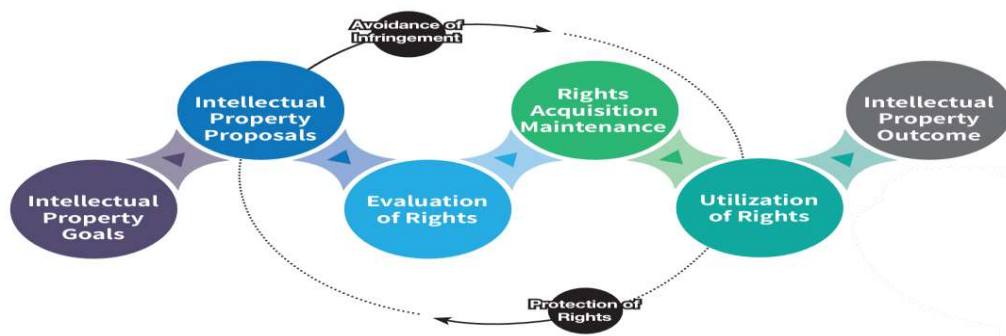 Avoidance of
Infringement
Intellectual
Property
Proposals
Rights
Acquisition
Maintenance
Intellectual
Property
Outcome
Intellectual
Property
Goals
Evaluation
of Rights
Utilization
of Rights
Protection of
Rights